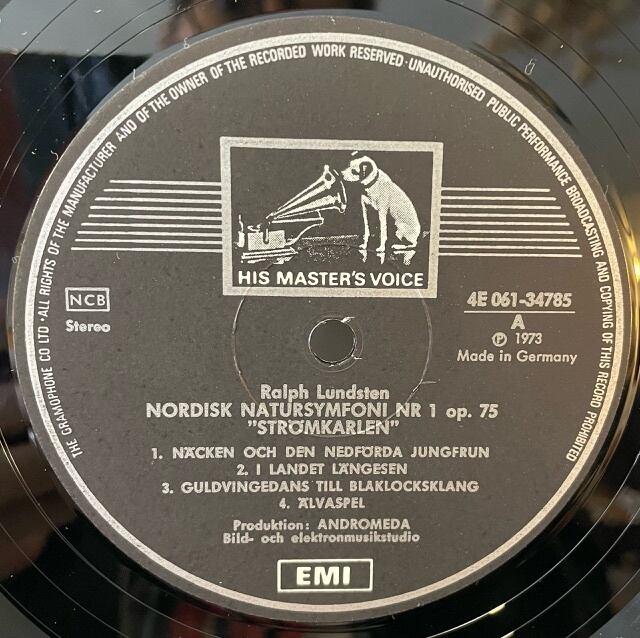 THE GRAMOPHONE CO LTD · ALL RIGHTS OF THE MANUFACTURER AND OF THE OWNER OF THE RECORDED WORK RESERVED · UNAUTHORISED PUBLIC PERFORMANCE BROADCASTING AND COPYING OF THIS RECORD PROHIBITED
HIS MASTER'S VOICE
NCB
Stereo
4E 061-34785
A
Ⓟ 1973
Made in Germany
Ralph Lundsten
NORDISK NATURSYMFONI NR 1 op. 75
"STRÖMKARLEN"
1. NÄCKEN OCH DEN NEDFÖRDA JUNGFRUN
2. I LANDET LÄNGESEN
3. GULDVINGEDANS TILL BLAKLOCKSKLANG
4. ÄLVASPEL
Produktion: ANDROMEDA
Bild- och elektronmusikstudio
EMI